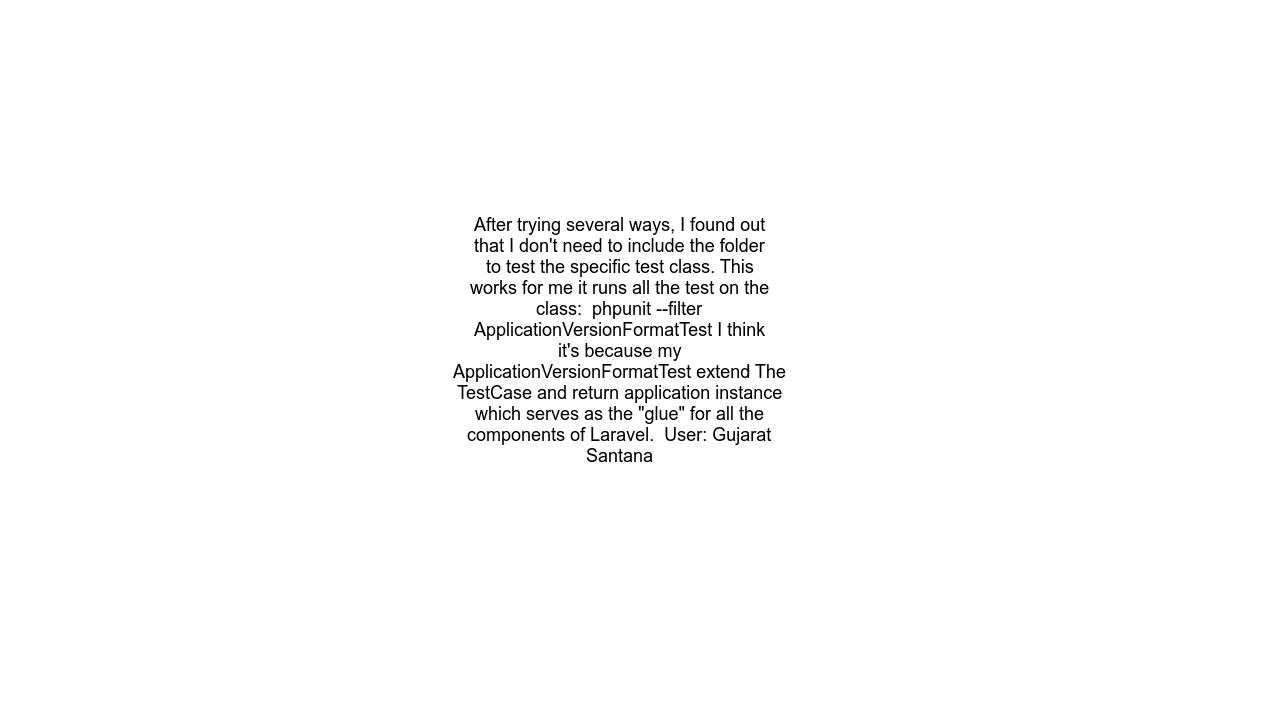 After trying several ways, I found out
that I don't need to include the folder
to test the specific test class. This
works for me it runs all the test on the
class:  phpunit --filter
ApplicationVersionFormatTest I think
it's because my
ApplicationVersionFormatTest extend The
TestCase and return application instance
which serves as the "glue" for all the
components of Laravel.  User: Gujarat
Santana